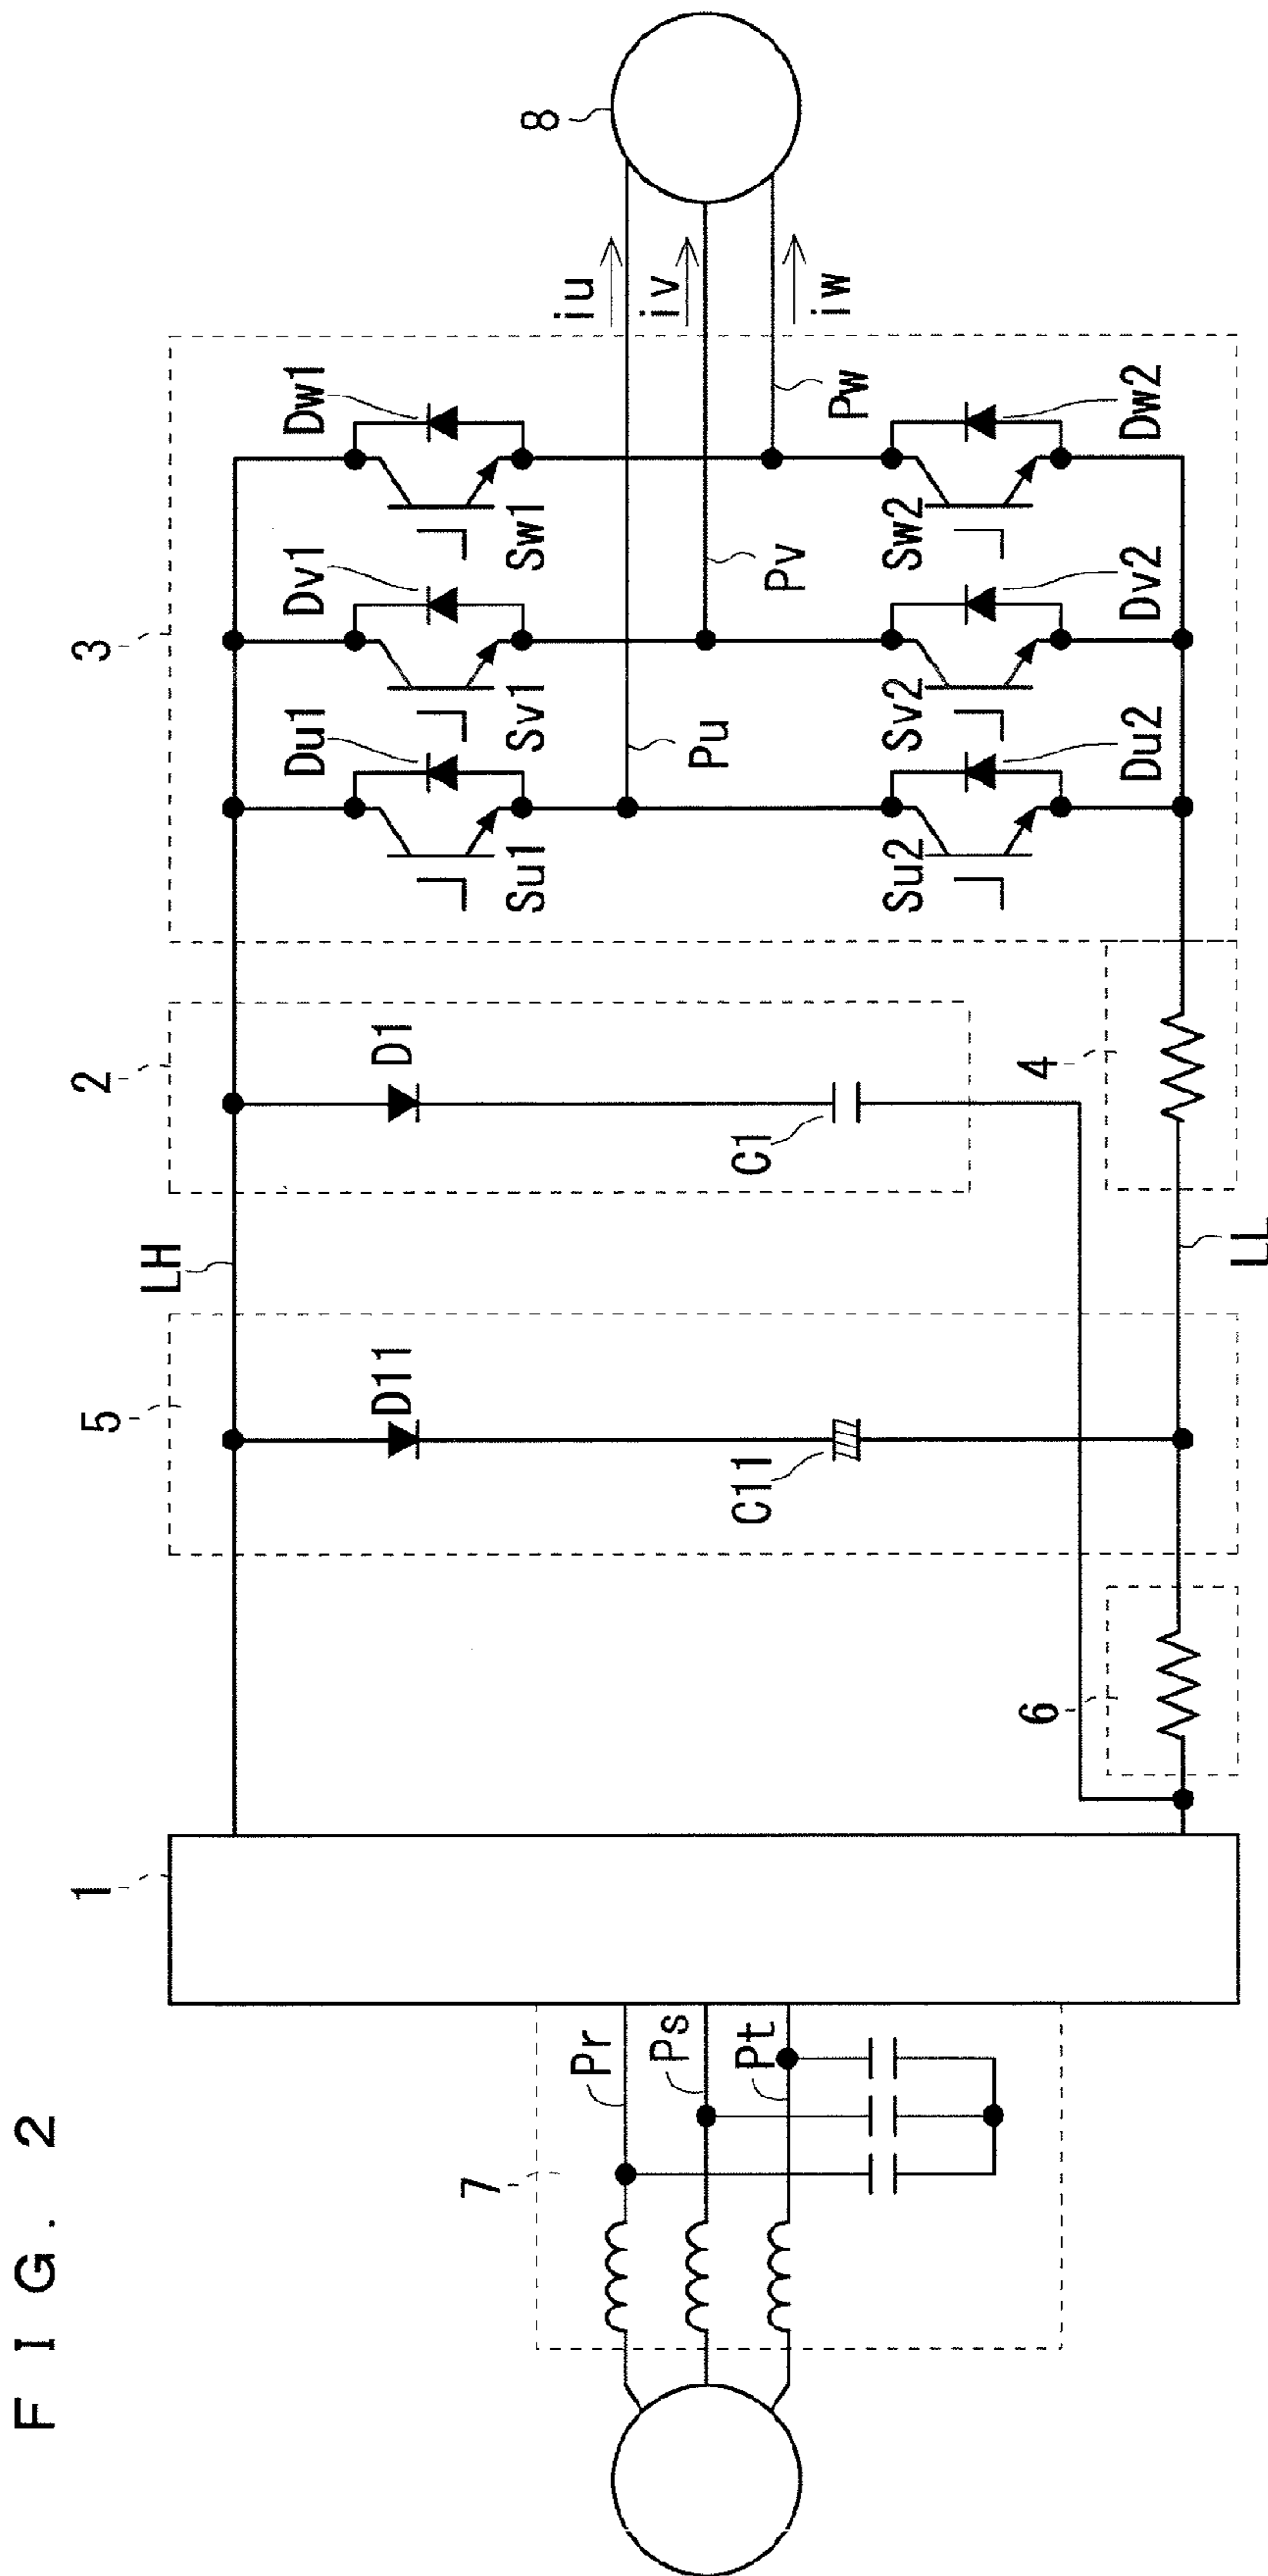 FIG. 2
1
2
3
4
5
6
7
8
LH
LL
D11
C11
D1
C1
Du1
Dv1
Dw1
Su1
Sv1
Sw1
Pu
Pv
Pw
Su2
Sv2
Sw2
Du2
Dv2
Dw2
iu
iv
iw
Pr
Ps
Pt